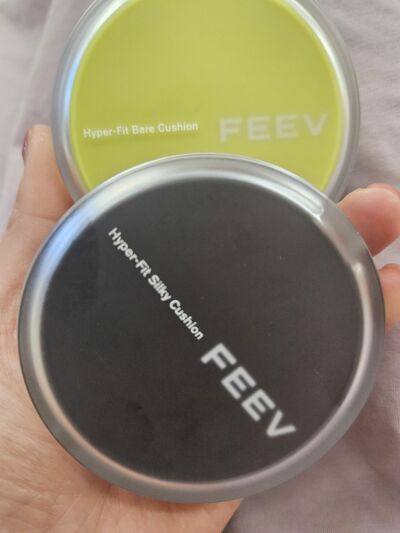 Hyper-Fit Bare Cushion
FEEV
Hyper-Fit Silky Cushion
FEEV